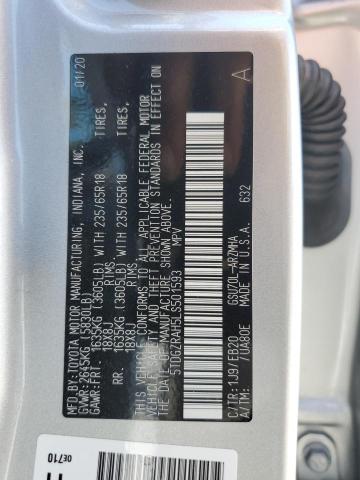 MFD.BY:TOYOTA MOTOR MANUFACTURING, INDIANA, INC. 01/20
GVWR:2645KG (5830LB)
GAWR:FRT. 1635KG (3605LB) WITH 235/65R18 TIRES,
18X8J RIMS
RR. 1635KG (3605LB) WITH 235/65R18 TIRES,
18X8J RIMS
THIS VEHICLE CONFORMS TO ALL APPLICABLE FEDERAL MOTOR
VEHICLE SAFETY AND THEFT PREVENTION STANDARDS IN EFFECT ON
THE DATE OF MANUFACTURE SHOWN ABOVE.
5TDGZRAH5LS501593 MPV
C/TR:1J9/FB20 GSU70L-ARZMHA A
A/TM: /UA80E MADE IN U.S.A. 632
0E710